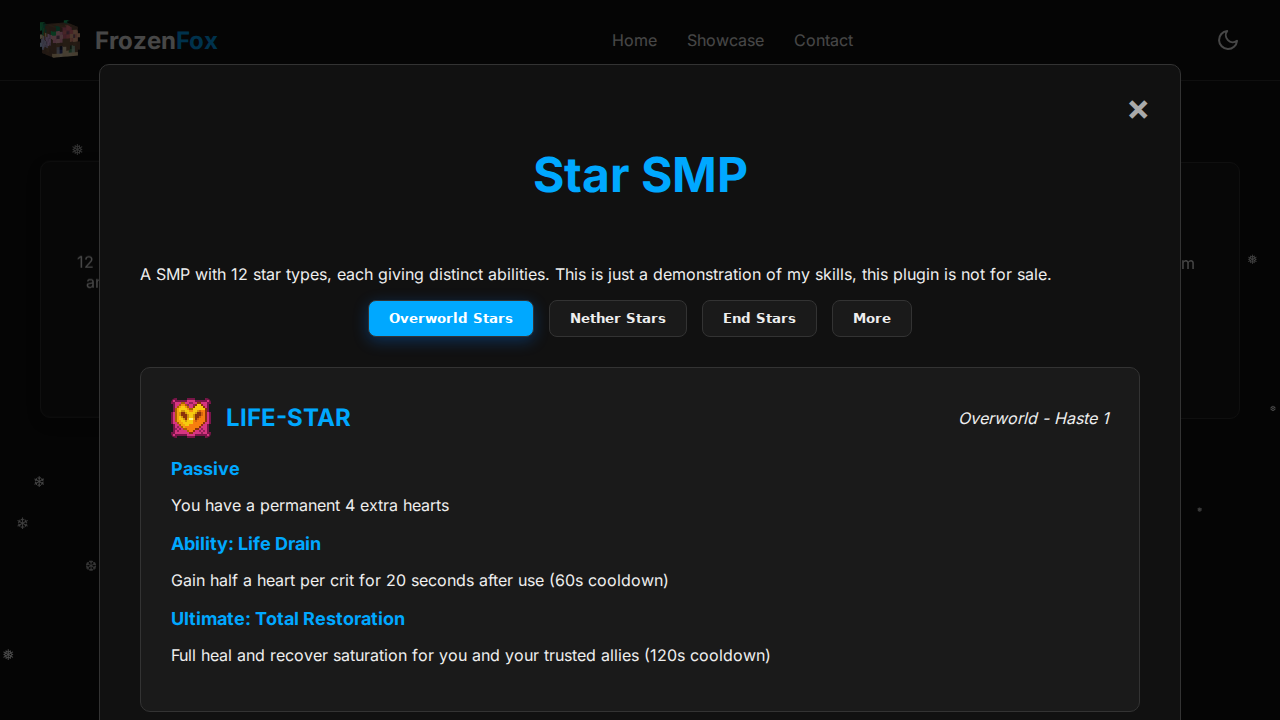 FrozenFox
Home
Showcase
Contact
×
Star SMP
12
ar
m
A SMP with 12 star types, each giving distinct abilities. This is just a demonstration of my skills, this plugin is not for sale.
Overworld Stars
Nether Stars
End Stars
More
LIFE-STAR
Overworld - Haste 1
Passive
You have a permanent 4 extra hearts
Ability: Life Drain
Gain half a heart per crit for 20 seconds after use (60s cooldown)
Ultimate: Total Restoration
Full heal and recover saturation for you and your trusted allies (120s cooldown)